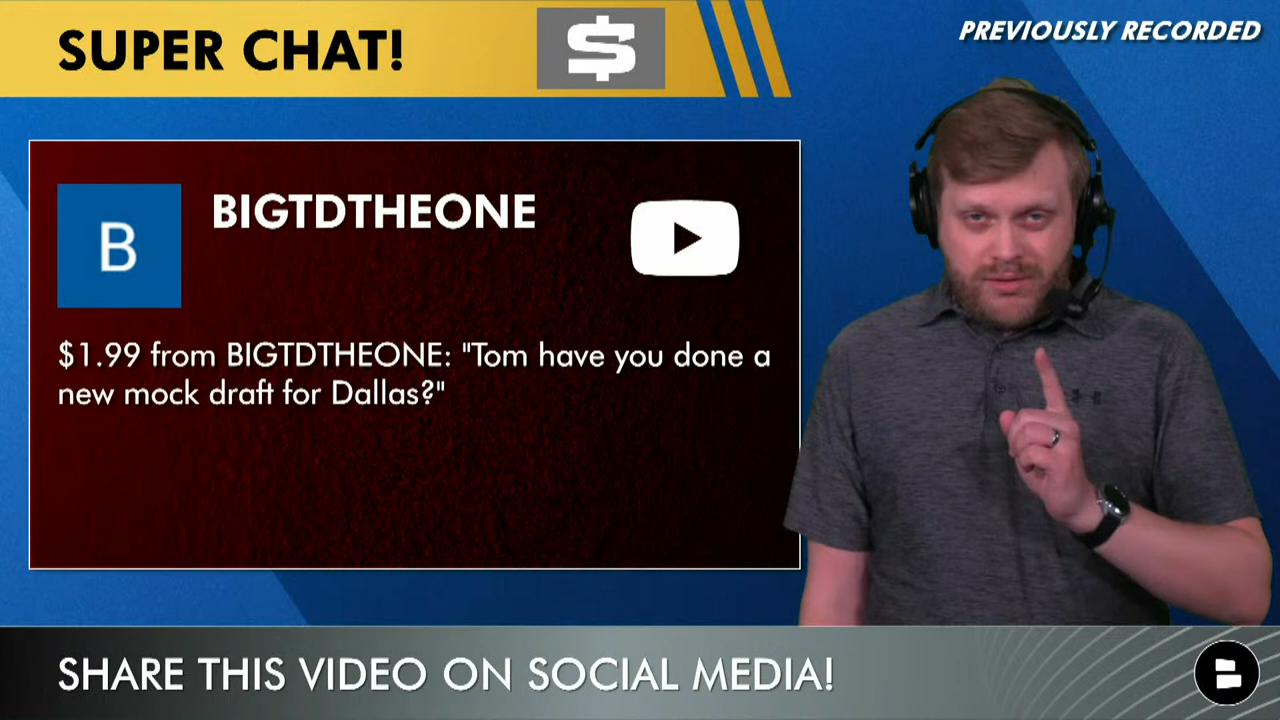 SUPER CHAT!
$
PREVIOUSLY RECORDED
B
BIGTDTHEONE
$1.99 from BIGTDTHEONE: "Tom have you done a
new mock draft for Dallas?"
SHARE THIS VIDEO ON SOCIAL MEDIA!